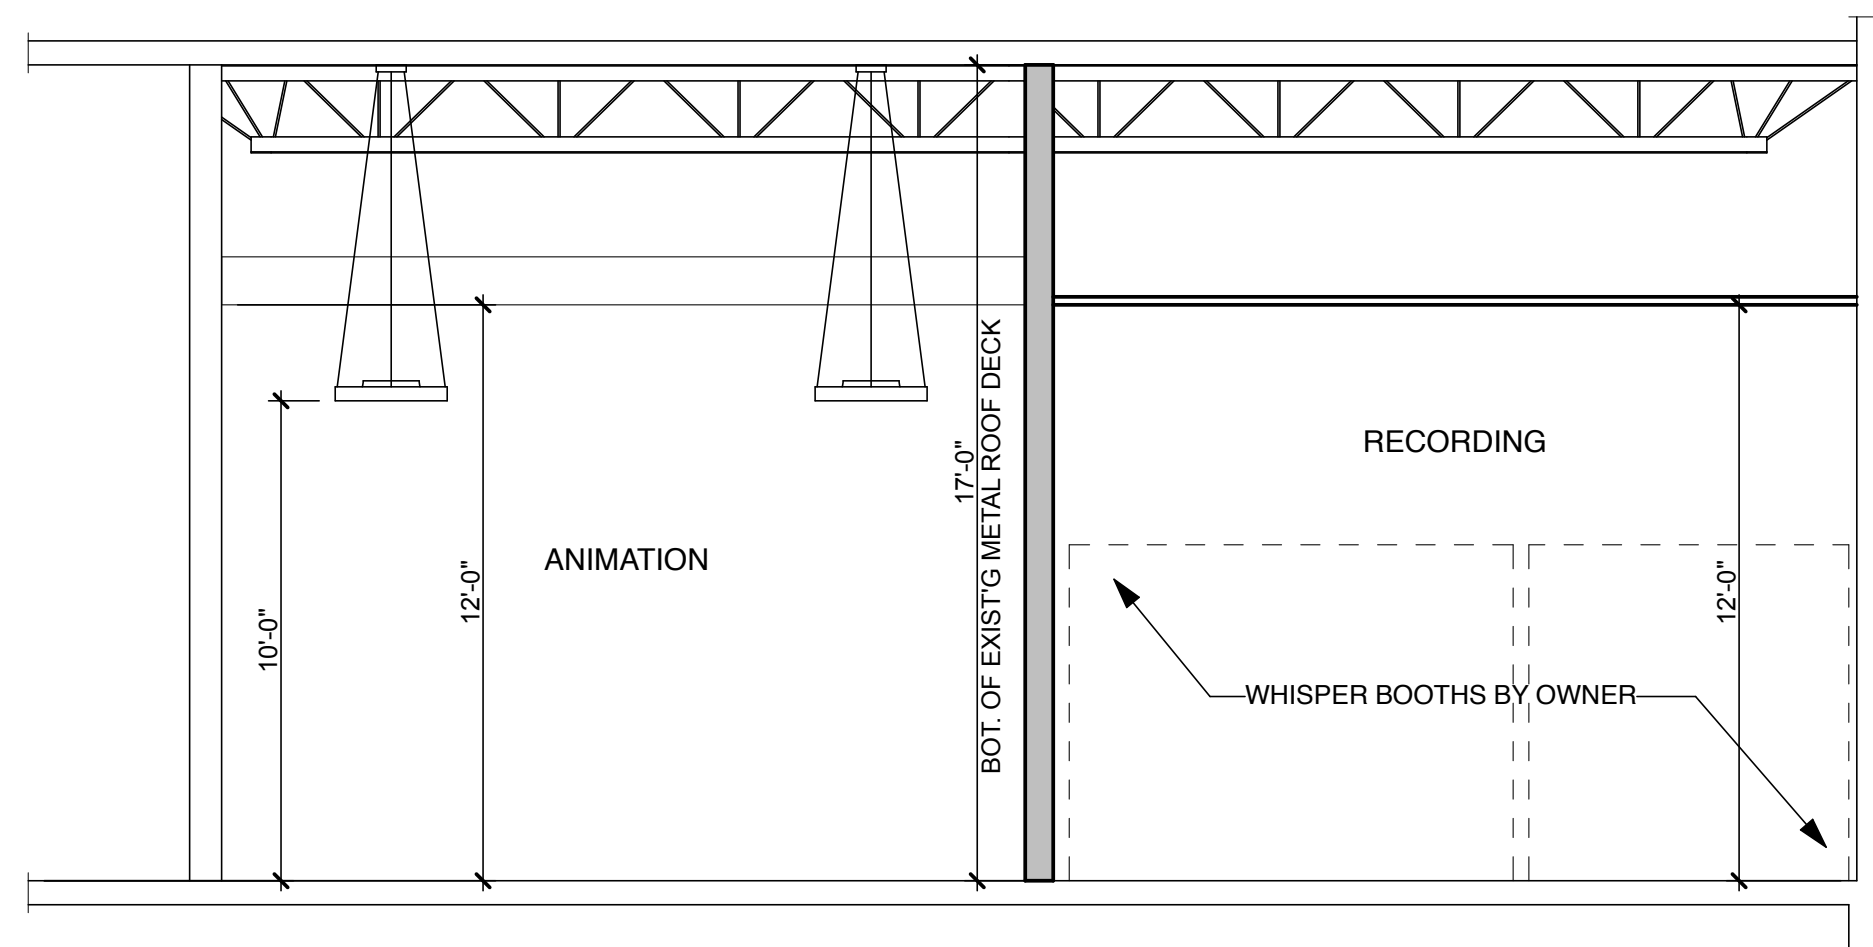 17'-0"
BOT. OF EXIST'G METAL ROOF DECK
RECORDING
ANIMATION
12'-0"
12'-0"
10'-0"
WHISPER BOOTHS BY OWNER